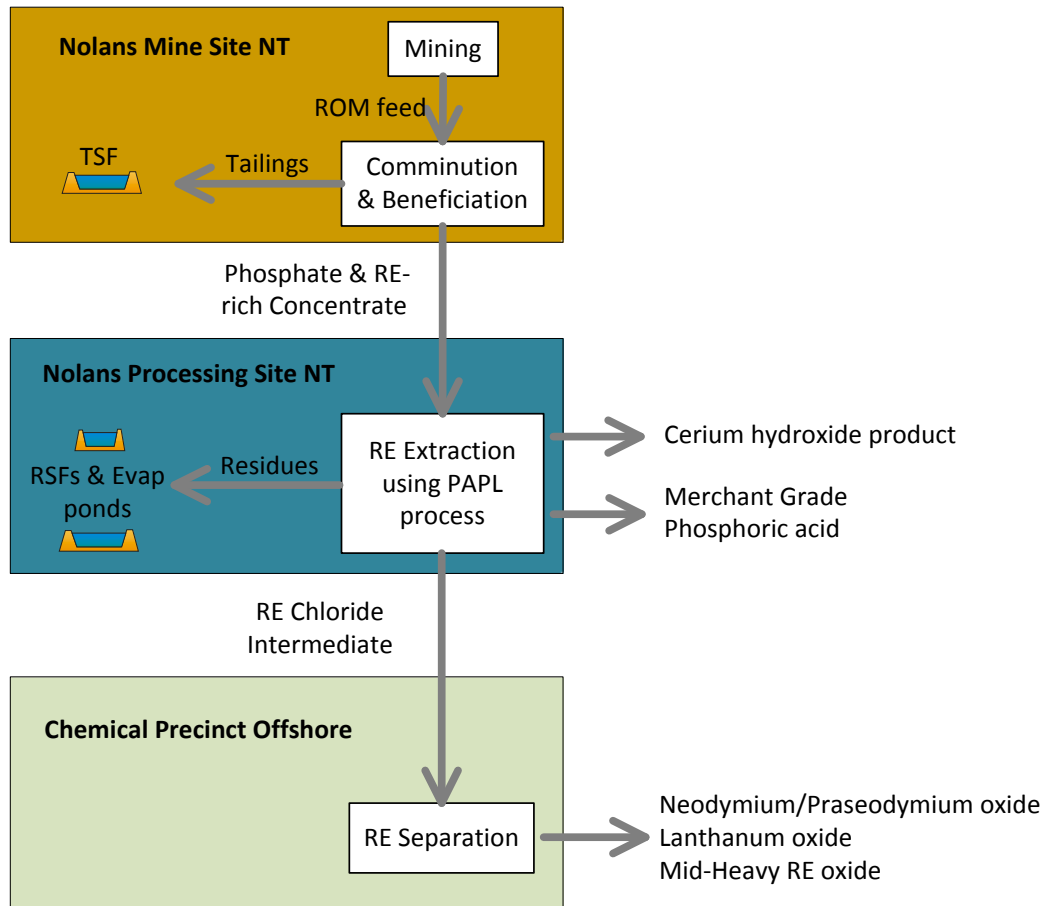 Nolans Mine Site NT
Mining
ROM feed
TSF
Tailings
Comminution
& Beneficiation
Phosphate & RE-
rich Concentrate
Nolans Processing Site NT
RE Extraction
using PAPL
process
Residues
RSFs & Evap
ponds
Cerium hydroxide product
Merchant Grade
Phosphoric acid
RE Chloride
Intermediate
Chemical Precinct Offshore
RE Separation
Neodymium/Praseodymium oxide
Lanthanum oxide
Mid-Heavy RE oxide